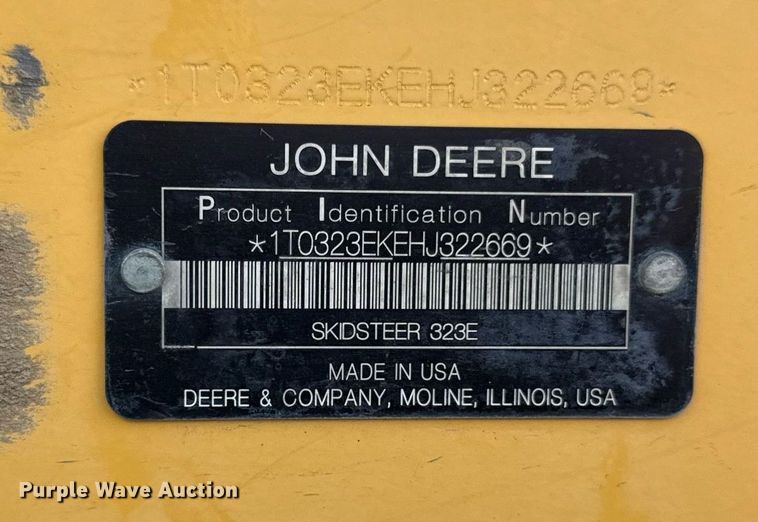 *1T0323EKEHJ322669*
JOHN DEERE
Product Identification Number
*1T0323EKEHJ322669*
SKIDSTEER 323E
MADE IN USA
DEERE & COMPANY, MOLINE, ILLINOIS, USA
Purple Wave Auction